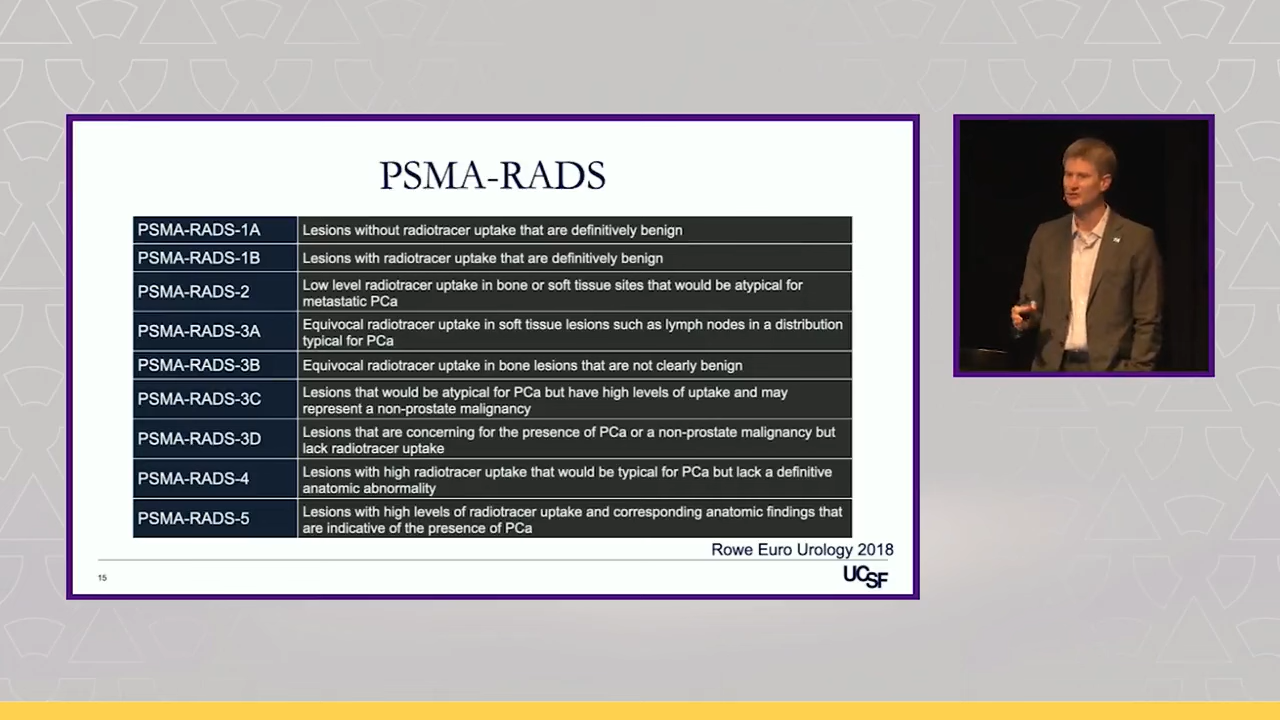 PSMA-RADS
PSMA-RADS-1A
Lesions without radiotracer uptake that are definitively benign
PSMA-RADS-1B
Lesions with radiotracer uptake that are definitively benign
PSMA-RADS-2
Low level radiotracer uptake in bone or soft tissue sites that would be atypical for
metastatic PCa
PSMA-RADS-3A
Equivocal radiotracer uptake in soft tissue lesions such as lymph nodes in a distribution
typical for PCa
PSMA-RADS-3B
Equivocal radiotracer uptake in bone lesions that are not clearly benign
PSMA-RADS-3C
Lesions that would be atypical for PCa but have high levels of uptake and may
represent a non-prostate malignancy
PSMA-RADS-3D
Lesions that are concerning for the presence of PCa or a non-prostate malignancy but
lack radiotracer uptake
PSMA-RADS-4
Lesions with high radiotracer uptake that would be typical for PCa but lack a definitive
anatomic abnormality
PSMA-RADS-5
Lesions with high levels of radiotracer uptake and corresponding anatomic findings that
are indicative of the presence of PCa
Rowe Euro Urology 2018
15
UCSF